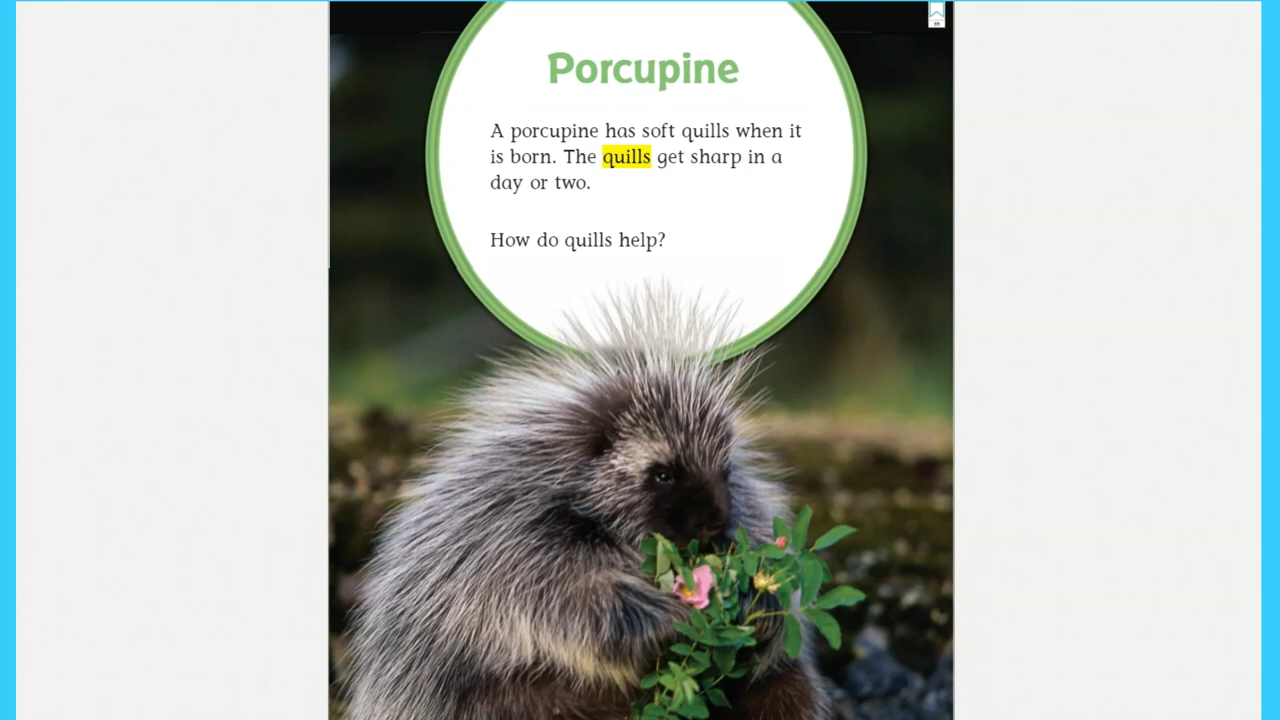 Porcupine
A porcupine has soft quills when it
is born. The quills get sharp in a
day or two.
How do quills help?